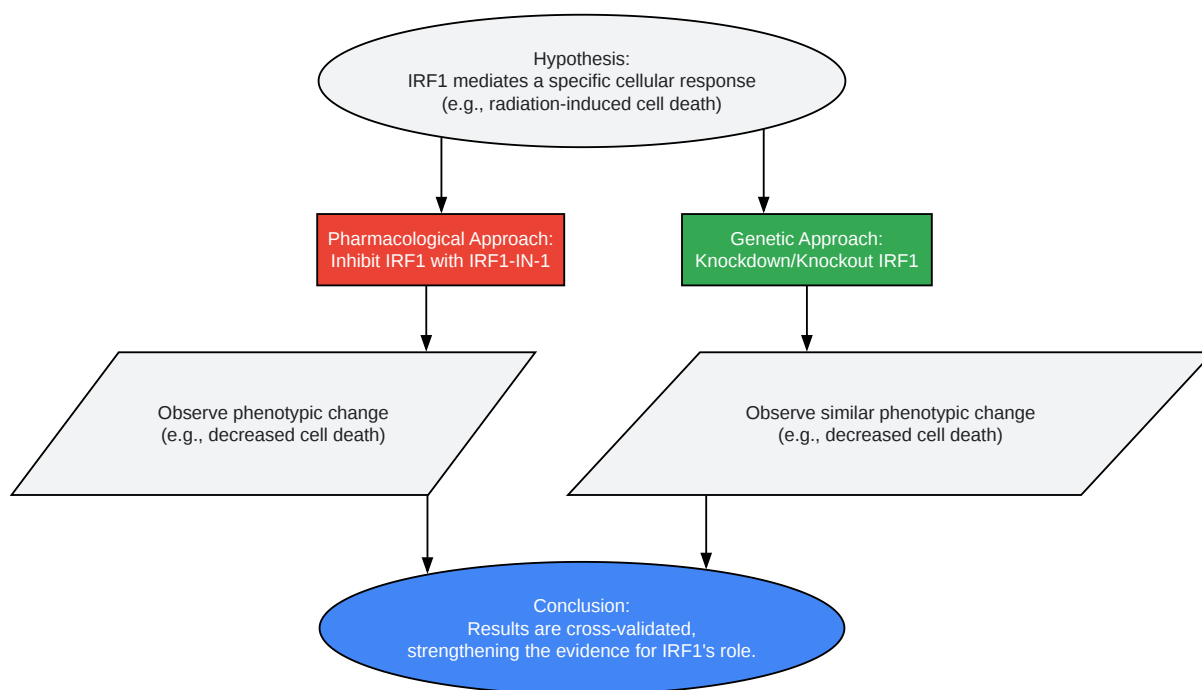 Hypothesis:
IRF1 mediates a specific cellular response
(e.g., radiation-induced cell death)
Pharmacological Approach:
Inhibit IRF1 with IRF1-IN-1
Genetic Approach:
Knockdown/Knockout IRF1
Observe phenotypic change
(e.g., decreased cell death)
Observe similar phenotypic change
(e.g., decreased cell death)
Conclusion:
Results are cross-validated,
strengthening the evidence for IRF1's role.